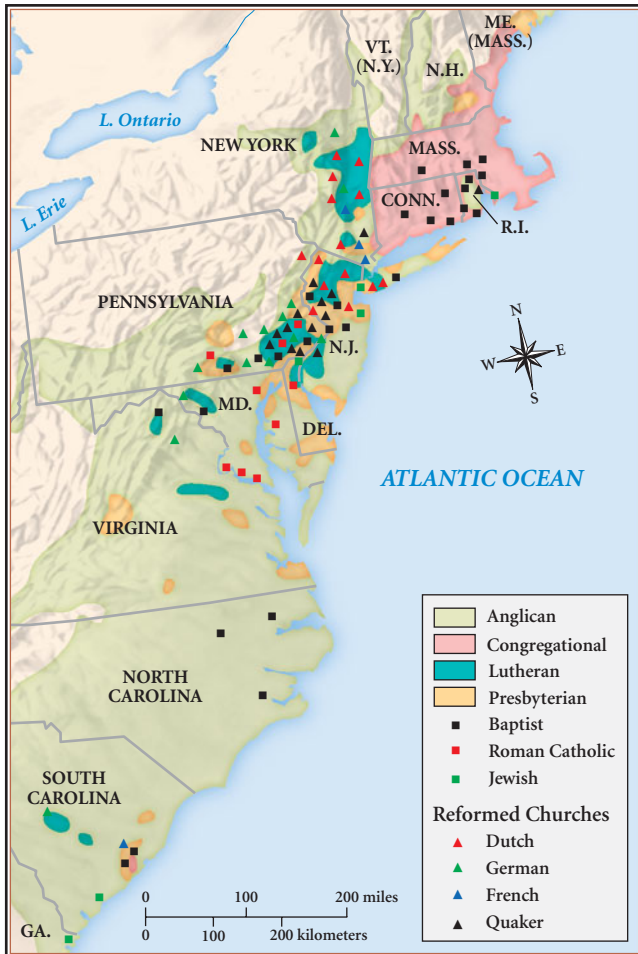 ME.
(MASS.)
VT.
(N.Y.)
N.H.
L. Ontario
NEW YORK
MASS.
L. Erie
CONN.
R.I.
PENNSYLVANIA
N
W E
S
N.J.
MD.
DEL.
ATLANTIC OCEAN
VIRGINIA
NORTH
CAROLINA
SOUTH
CAROLINA
GA.
0 100 200 miles
0 100 200 kilometers
Anglican
Congregational
Lutheran
Presbyterian
Baptist
Roman Catholic
Jewish
Reformed Churches
Dutch
German
French
Quaker